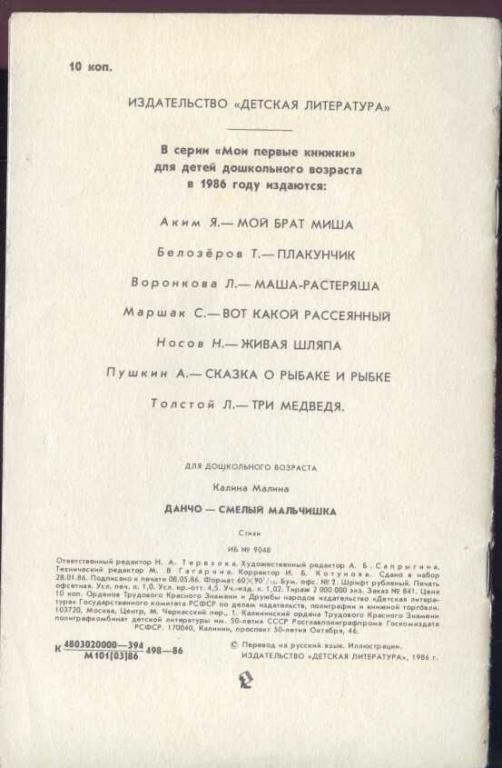 10 коп.
ИЗДАТЕЛЬСТВО «ДЕТСКАЯ ЛИТЕРАТУРА»
В серии «Мои первые книжки»
для детей дошкольного возраста
в 1986 году издаются:
Аким Я.— МОЙ БРАТ МИША
Белозёров Т.— ПЛАКУНЧИК
Воронкова Л.— МАША-РАСТЕРЯША
Маршак С.— ВОТ КАКОЙ РАССЕЯННЫЙ
Носов Н.— ЖИВАЯ ШЛЯПА
Пушкин А.— СКАЗКА О РЫБАКЕ И РЫБКЕ
Толстой Л.— ТРИ МЕДВЕДЯ.
ДЛЯ ДОШКОЛЬНОГО ВОЗРАСТА
Калина Малина
ДАНЧО — СМЕЛЫЙ МАЛЬЧИШКА
Стихи
ИБ № 9048
Ответственный редактор Н. А. Терехова. Художественный редактор А. Б. Сапрыгина.
Технический редактор М. В. Гагарина. Корректор И. Б. Котунова. Сдано в набор
28.01.86. Подписано к печати 08.05.86. Формат 60×90¹/₁₆. Бум. офс. № 2. Шрифт рубленый. Печать
офсетная. Усл. печ. л. 1,0. Усл. кр.-отт. 4,5. Уч.-изд. л. 1,02. Тираж 2 000 000 экз. Заказ № 841. Цена
10 коп. Орденов Трудового Красного Знамени и Дружбы народов издательство «Детская литера-
тура» Государственного комитета РСФСР по делам издательств, полиграфии и книжной торговли.
103720, Москва, Центр, М. Черкасский пер., 1. Калининский ордена Трудового Красного Знамени
полиграфкомбинат детской литературы им. 50-летия СССР Росглавполиграфпрома Госкомиздата
РСФСР. 170040, Калинин, проспект 50-летия Октября, 46.
К 4803020000—394
М101(03)86 498—86
© Перевод на русский язык. Иллюстрации.
ИЗДАТЕЛЬСТВО «ДЕТСКАЯ ЛИТЕРАТУРА», 1986 г.